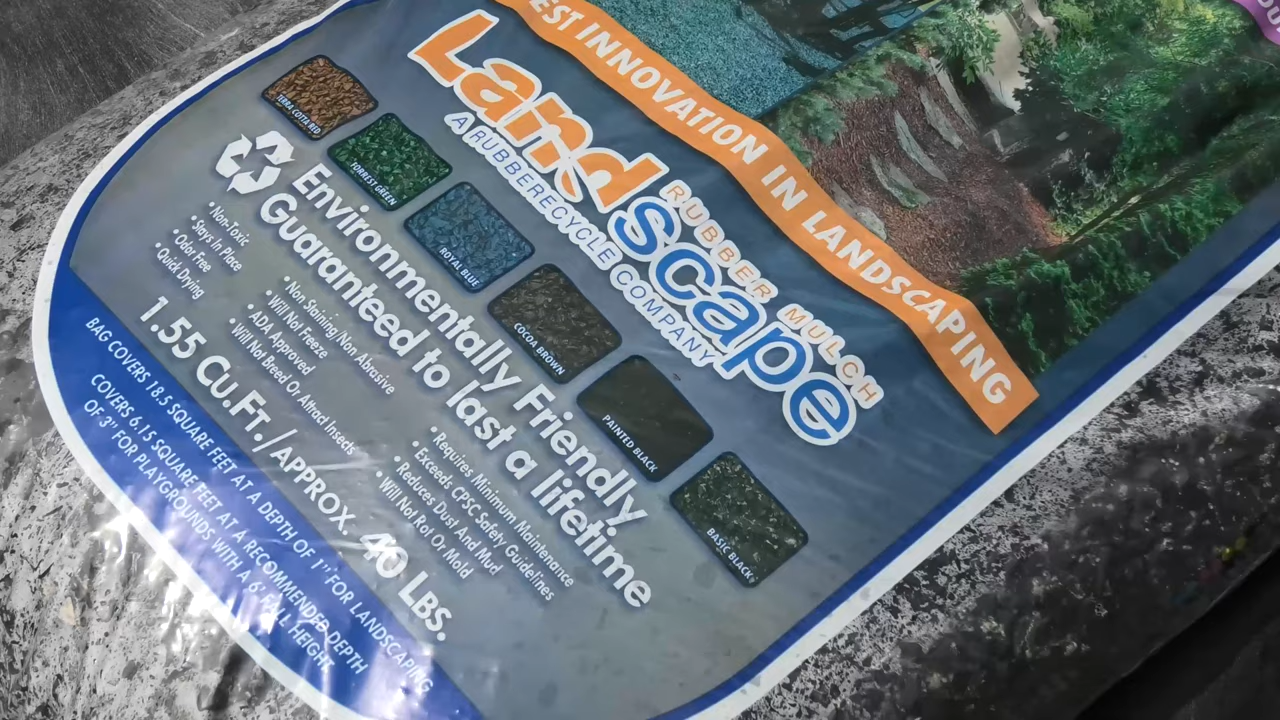 EST INNOVATION IN LANDSCAPING
Landscape
RUBBER MULCH
A RUBBERECYCLE COMPANY
TERRA COTTA RED
FORREST GREEN
ROYAL BLUE
COCOA BROWN
PAINTED BLACK
BASIC BLACK
Environmentally Friendly
Guaranteed to last a lifetime
• Non-Toxic
• Stays In Place
• Odor Free
• Quick Drying
• Non Staining/Non Abrasive
• Will Not Freeze
• ADA Approved
• Will Not Breed Or Attract Insects
• Requires Minimum Maintenance
• Exceeds CPSC Safety Guidelines
• Reduces Dust And Mud
• Will Not Rot Or Mold
1.55 Cu.Ft./APPROX. 40 LBS.
BAG COVERS 18.5 SQUARE FEET AT A DEPTH OF 1" FOR LANDSCAPING
COVERS 6.15 SQUARE FEET AT A RECOMMENDED DEPTH
OF 3" FOR PLAYGROUNDS WITH A 6' FALL HEIGHT